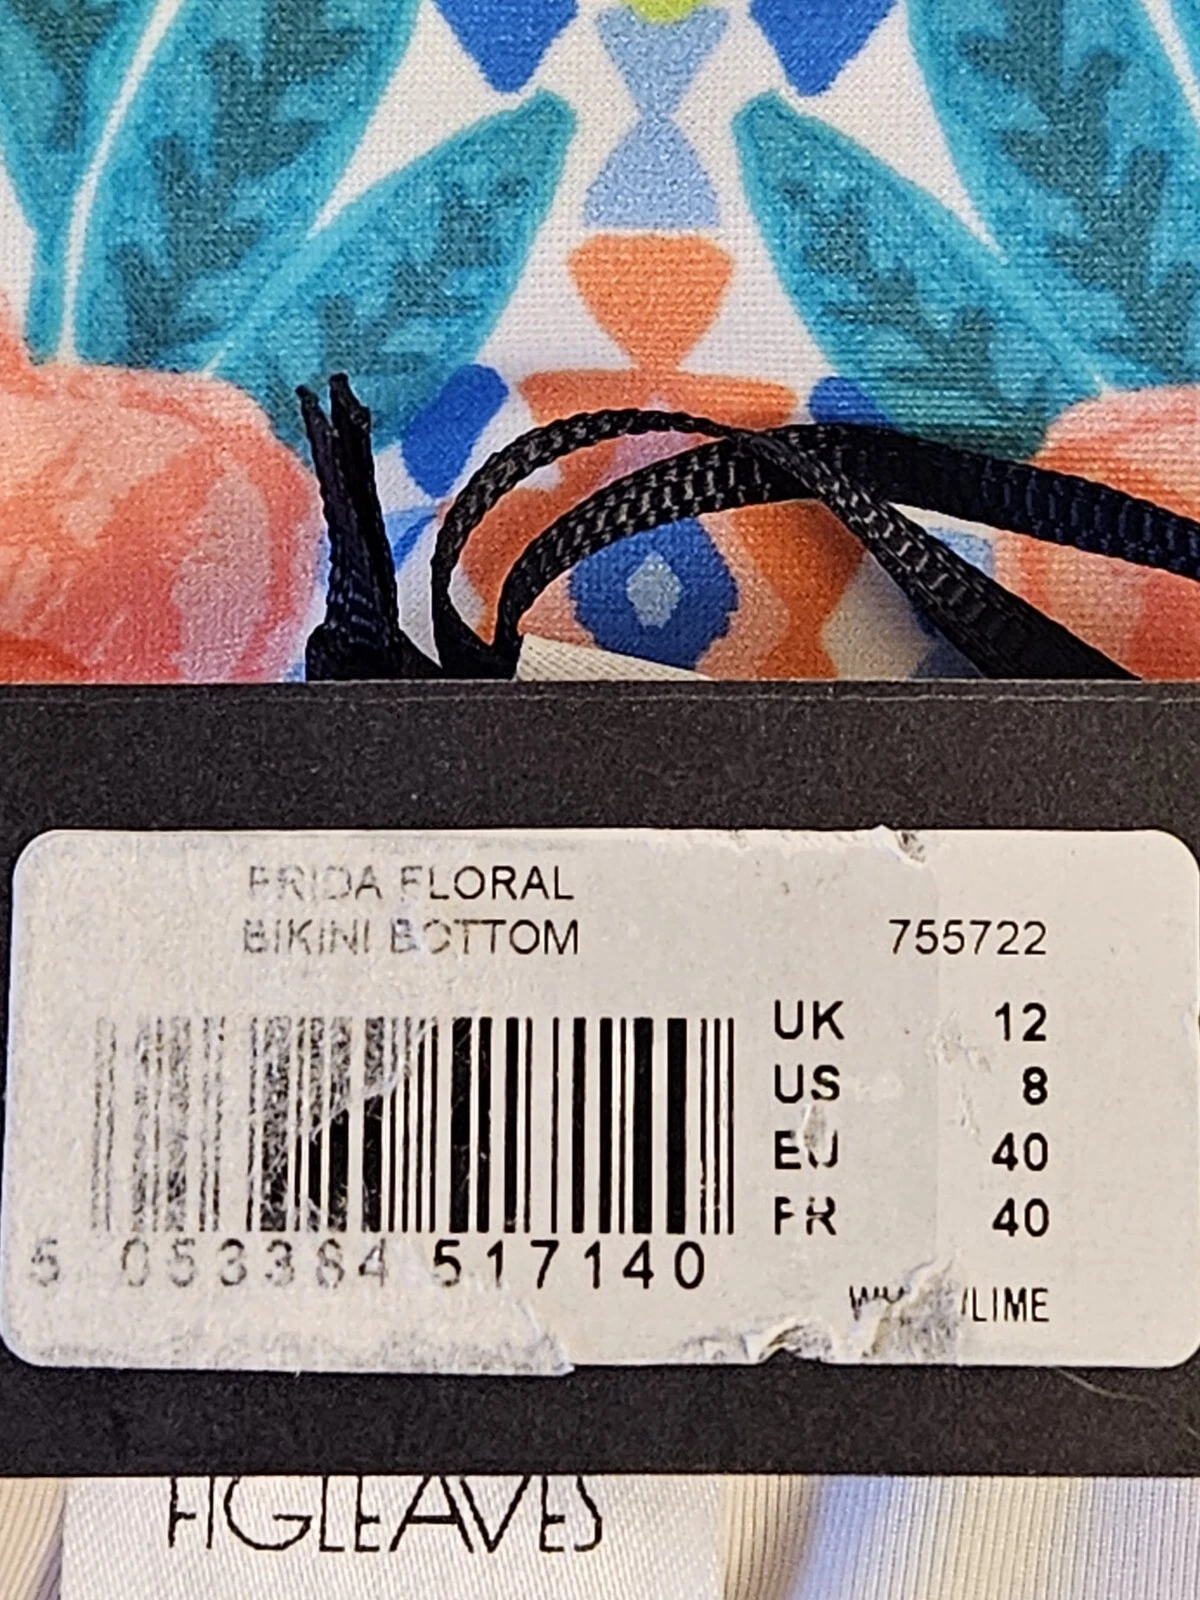 FRIDA FLORAL
BIKINI BOTTOM
755722
UK 12
US 8
EU 40
FR 40
5 053384 517140
/LIME
FIGLEAVES